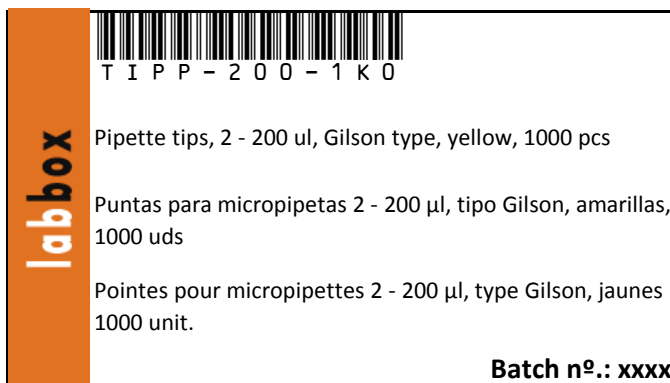 TIPP-200-1K0
labbox
Pipette tips, 2 - 200 ul, Gilson type, yellow, 1000 pcs
Puntas para micropipetas 2 - 200 µl, tipo Gilson, amarillas,
1000 uds
Pointes pour micropipettes 2 - 200 µl, type Gilson, jaunes
1000 unit.
Batch nº.: xxxx